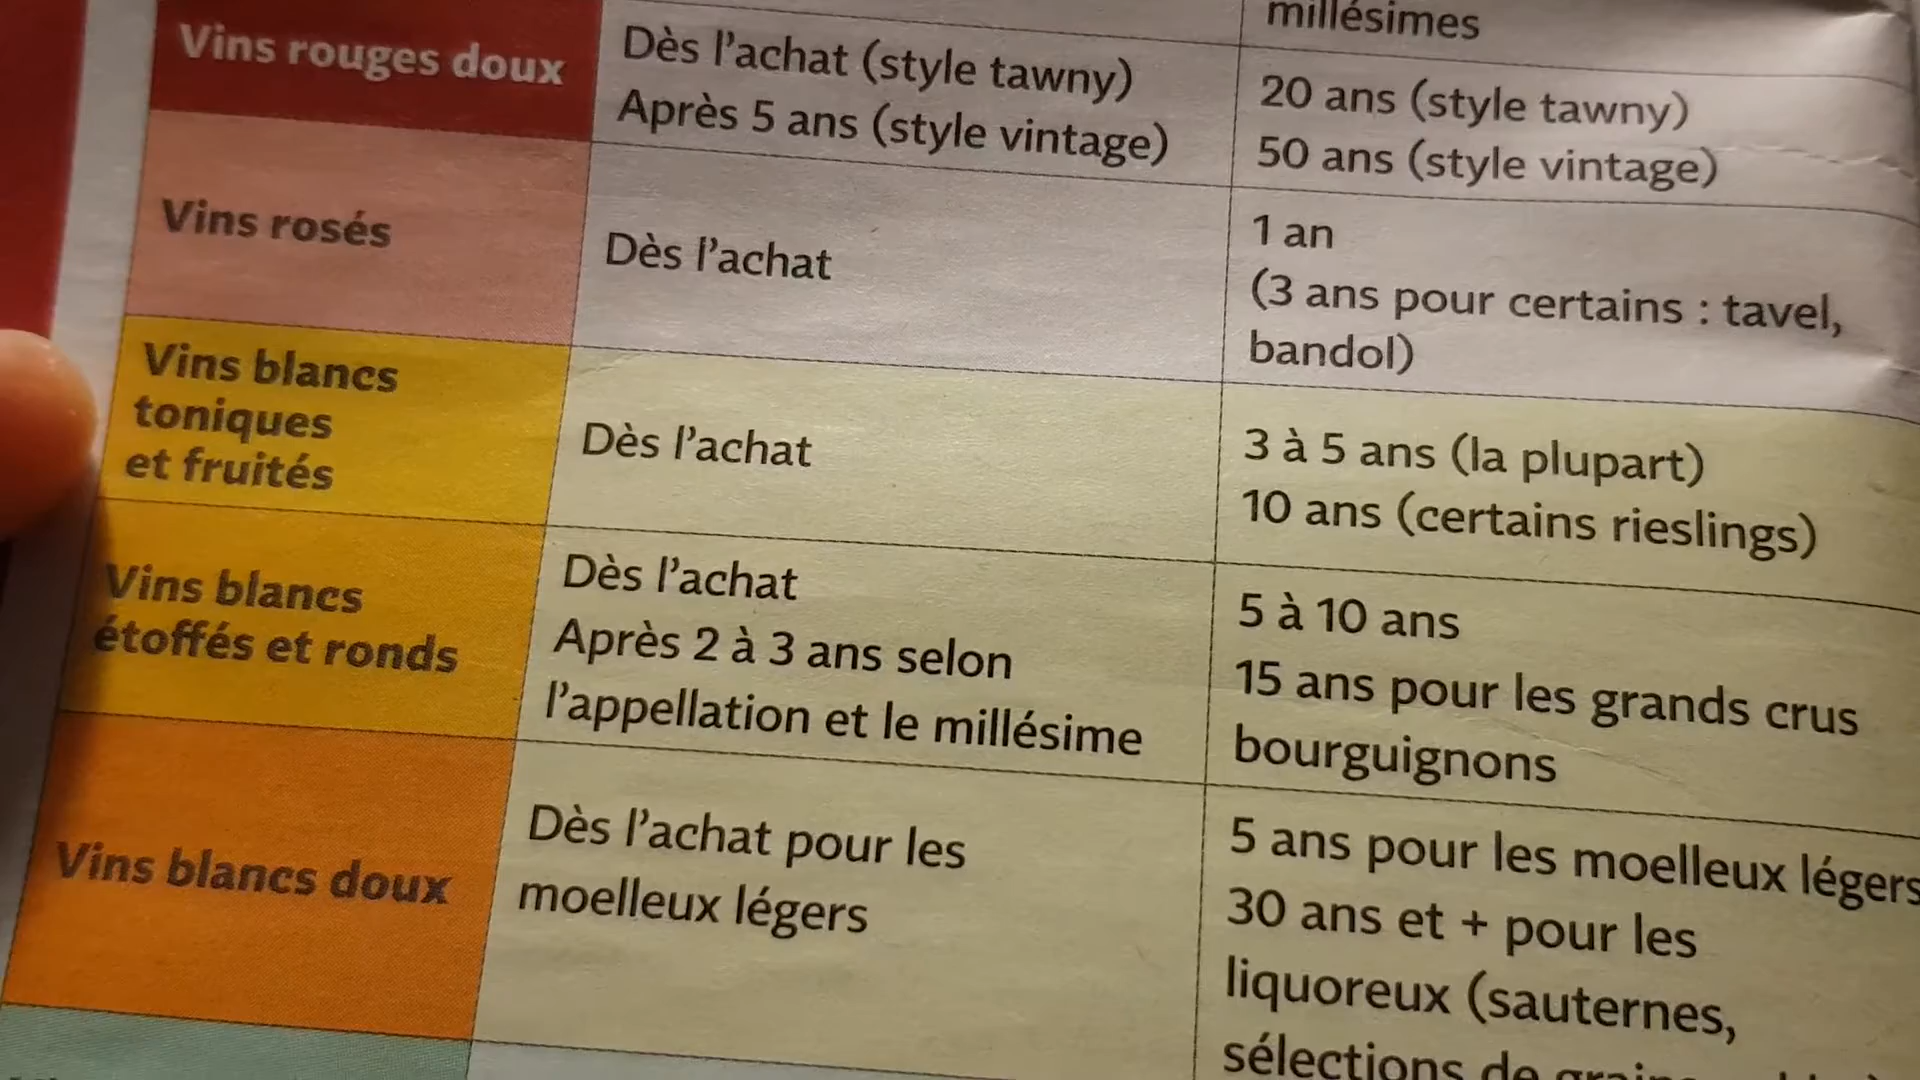 millésimes
Vins rouges doux
Dès l'achat (style tawny)
Après 5 ans (style vintage)
20 ans (style tawny)
50 ans (style vintage)
Vins rosés
Dès l'achat
1 an
(3 ans pour certains : tavel,
bandol)
Vins blancs
toniques
et fruités
Dès l'achat
3 à 5 ans (la plupart)
10 ans (certains rieslings)
Vins blancs
étoffés et ronds
Dès l'achat
Après 2 à 3 ans selon
l'appellation et le millésime
5 à 10 ans
15 ans pour les grands crus
bourguignons
Vins blancs doux
Dès l'achat pour les
moelleux légers
5 ans pour les moelleux légers
30 ans et + pour les
liquoreux (sauternes,
sélections de